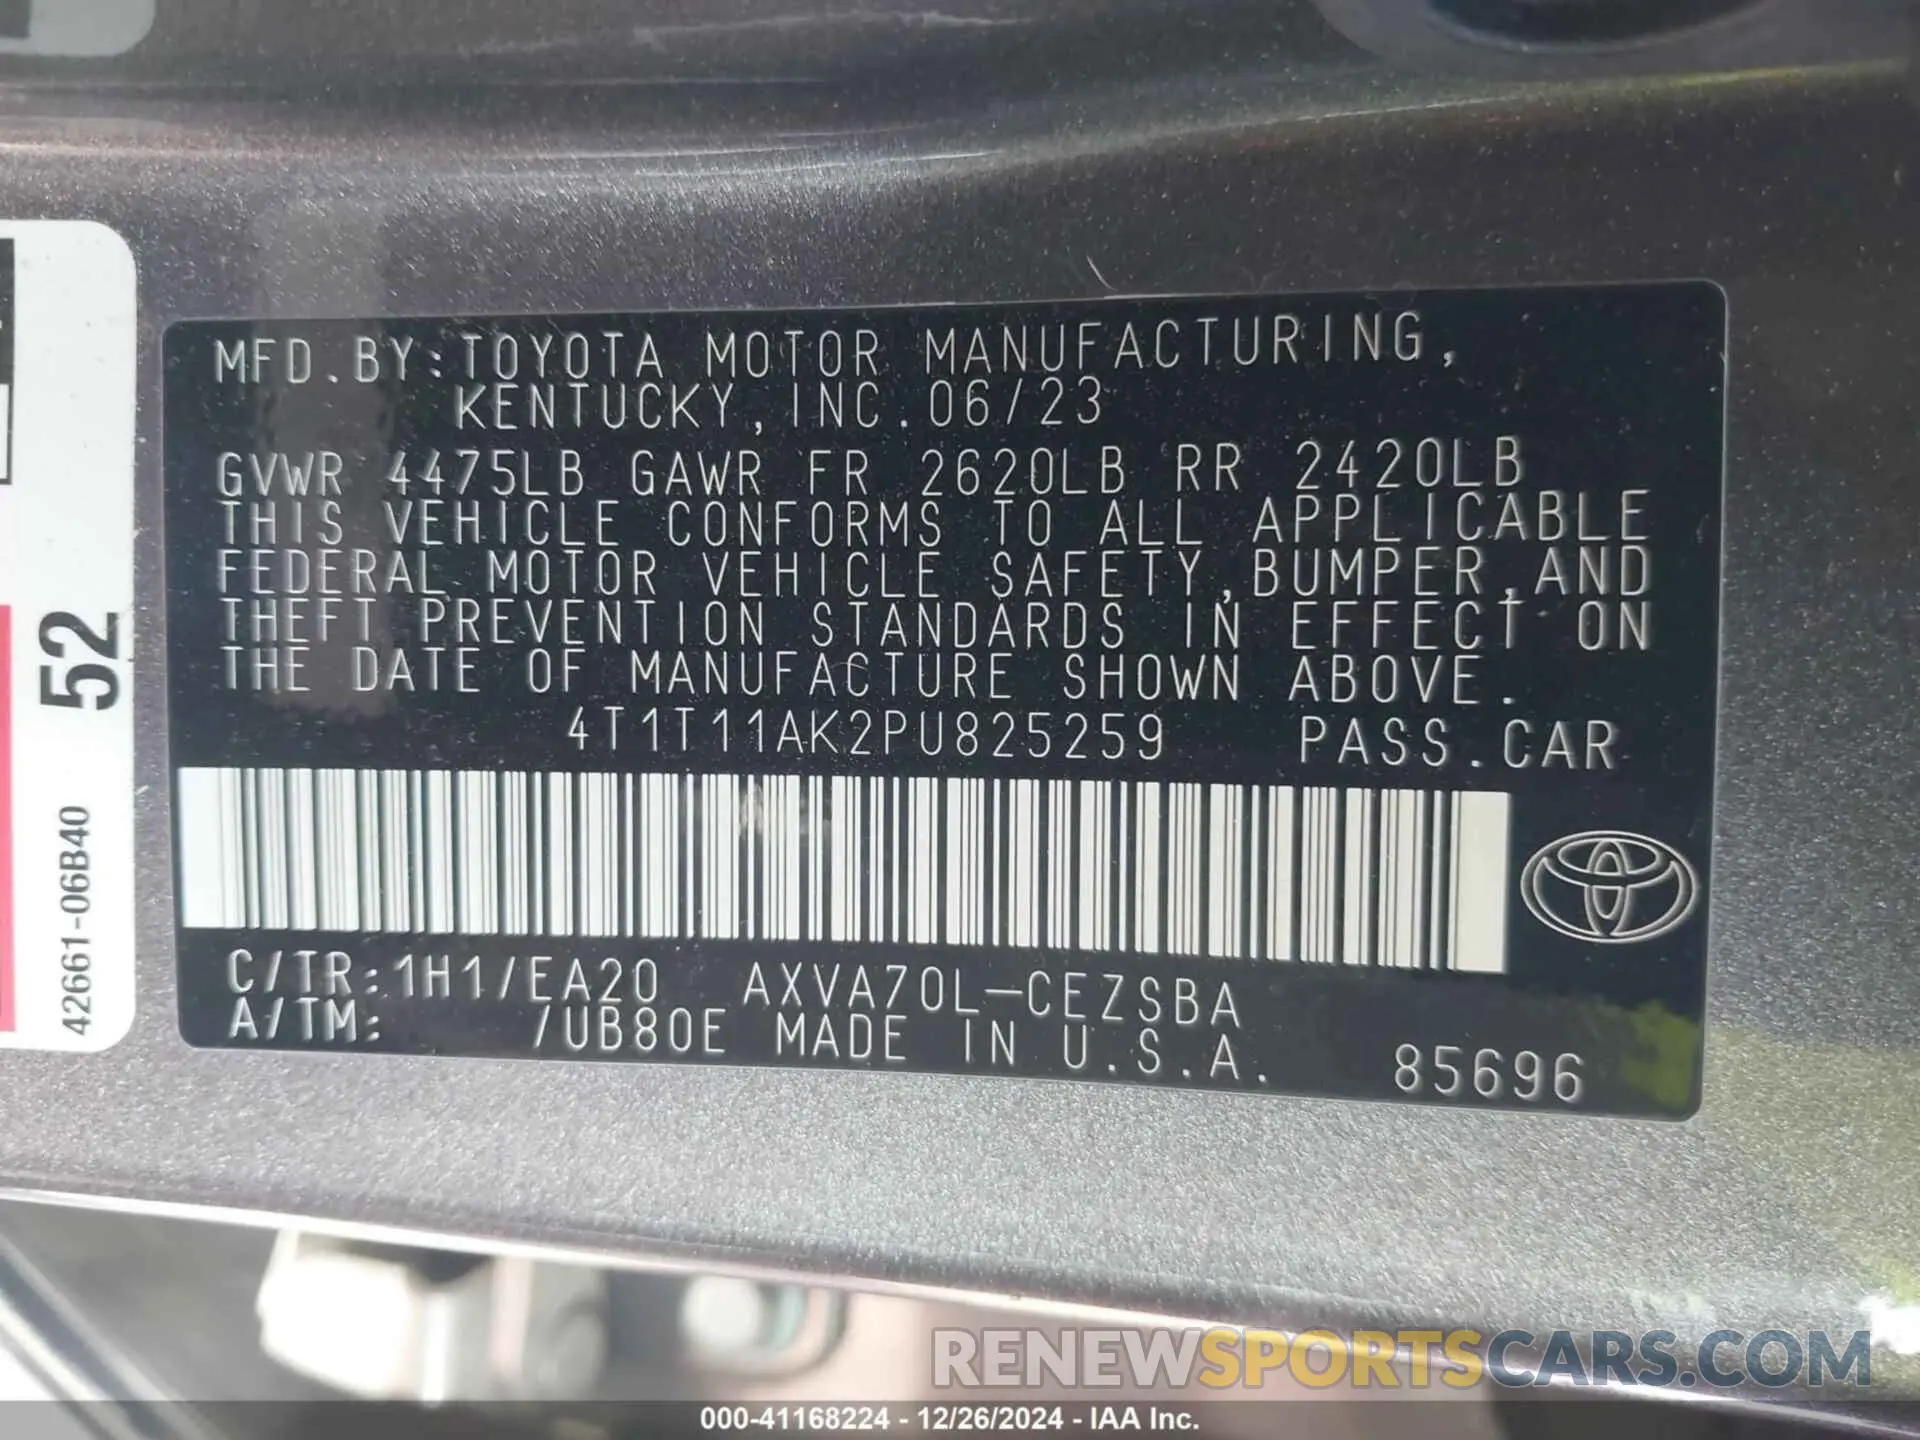 MFD.BY:TOYOTA MOTOR MANUFACTURING,
KENTUCKY,INC.06/23
GVWR 4475LB GAWR FR 2620LB RR 2420LB
THIS VEHICLE CONFORMS TO ALL APPLICABLE
FEDERAL MOTOR VEHICLE SAFETY,BUMPER,AND
THEFT PREVENTION STANDARDS IN EFFECT ON
THE DATE OF MANUFACTURE SHOWN ABOVE.
4T1T11AK2PU825259 PASS.CAR
C/TR:1H1/EA20 AXVA70L-CEZSBA
A/TM: /UB80E MADE IN U.S.A.
85696
52
42661-06B40
RENEWSPORTSCARS.COM
000-41168224 - 12/26/2024 - IAA Inc.